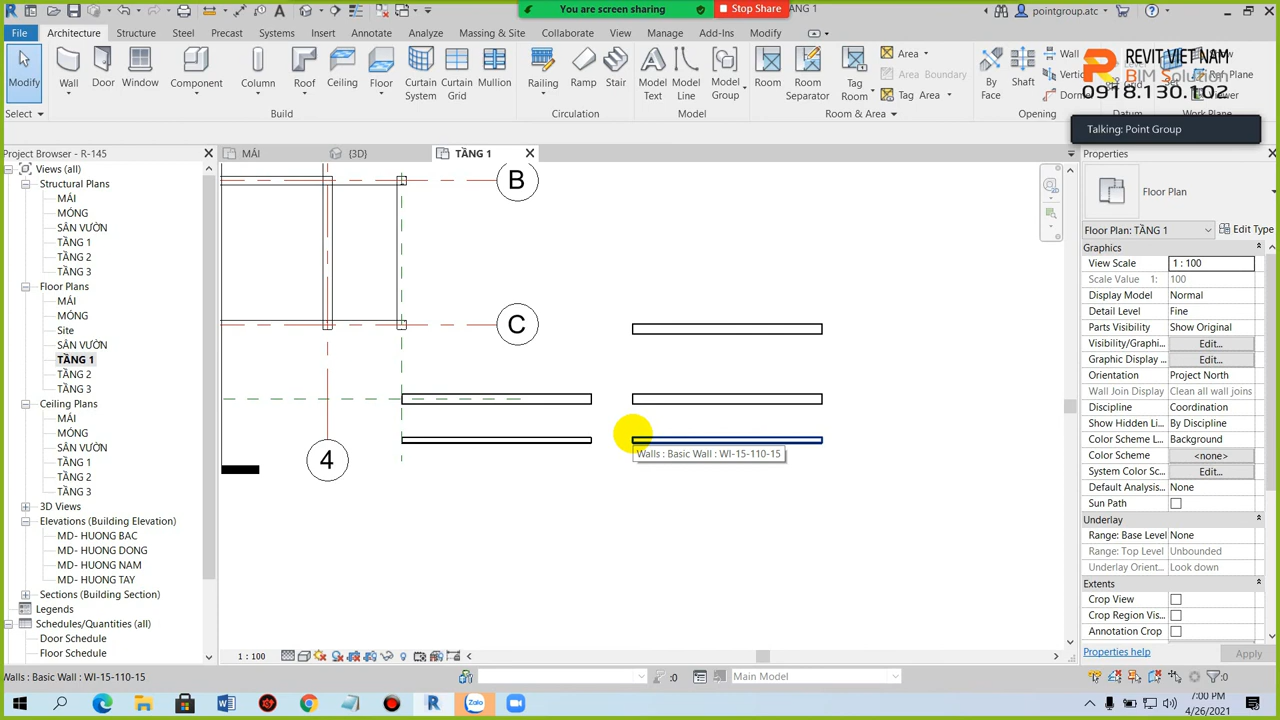 You are screen sharing
Stop Share
TẦNG 1
pointgroup.atc
File
Architecture
Structure
Steel
Precast
Systems
Insert
Annotate
Analyze
Massing & Site
Collaborate
View
Manage
Add-Ins
Modify
Modify
Wall
Door
Window
Component
Column
Roof
Ceiling
Floor
Curtain System
Curtain Grid
Mullion
Railing
Ramp
Stair
Model Text
Model Line
Model Group
Room
Room Separator
Tag Room
Area
Area Boundary
Tag Area
By Face
Shaft
Wall
REVIT VIET NAM
BIM Solution
0918.130.102
Select
Build
Circulation
Model
Room & Area
Opening
Datum
Work Plane
Talking: Point Group
Project Browser - R-145
MÁI
{3D}
TẦNG 1
Properties
Views (all)
Structural Plans
MÁI
MÓNG
SÂN VƯỜN
TẦNG 1
TẦNG 2
TẦNG 3
Floor Plans
MÁI
MÓNG
Site
SÂN VƯỜN
TẦNG 1
TẦNG 2
TẦNG 3
Ceiling Plans
MÁI
MÓNG
SÂN VƯỜN
TẦNG 1
TẦNG 2
TẦNG 3
3D Views
Elevations (Building Elevation)
MD- HUONG BAC
MD- HUONG DONG
MD- HUONG NAM
MD- HUONG TAY
Sections (Building Section)
Legends
Schedules/Quantities (all)
Door Schedule
Floor Schedule
B
C
4
Walls : Basic Wall : WI-15-110-15
Floor Plan
Floor Plan: TẦNG 1
Edit Type
Graphics
View Scale 1 : 100
Scale Value 1: 100
Display Model Normal
Detail Level Fine
Parts Visibility Show Original
Visibility/Graphi... Edit...
Graphic Display ... Edit...
Orientation Project North
Wall Join Display Clean all wall joins
Discipline Coordination
Show Hidden Li... By Discipline
Color Scheme L... Background
Color Scheme <none>
System Color Sc... Edit...
Default Analysis... None
Sun Path
Underlay
Range: Base Level None
Range: Top Level Unbounded
Underlay Orient... Look down
Extents
Crop View
Crop Region Vis...
Annotation Crop
Properties help
Apply
1 : 100
Walls : Basic Wall : WI-15-110-15
:0
Main Model
:0
7:00 PM
4/26/2021